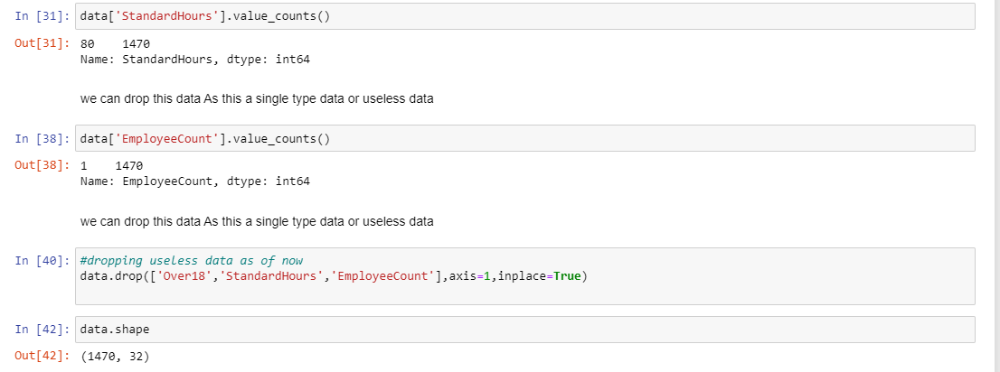 In [31]: data['StandardHours'].value_counts()
Out[31]: 80    1470
Name: StandardHours, dtype: int64
we can drop this data As this a single type data or useless data
In [38]: data['EmployeeCount'].value_counts()
Out[38]: 1    1470
Name: EmployeeCount, dtype: int64
we can drop this data As this a single type data or useless data
In [40]: #dropping useless data as of now
data.drop(['Over18','StandardHours','EmployeeCount'],axis=1,inplace=True)
In [42]: data.shape
Out[42]: (1470, 32)